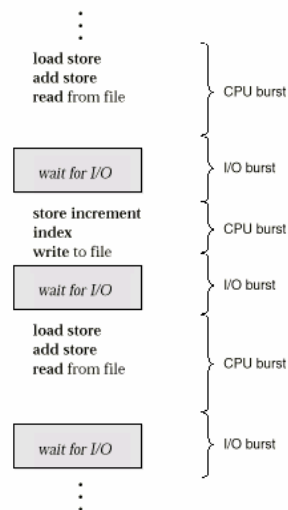 load store
add store
read from file
CPU burst
wait for I/O
I/O burst
store increment
index
write to file
CPU burst
wait for I/O
I/O burst
load store
add store
read from file
CPU burst
wait for I/O
I/O burst